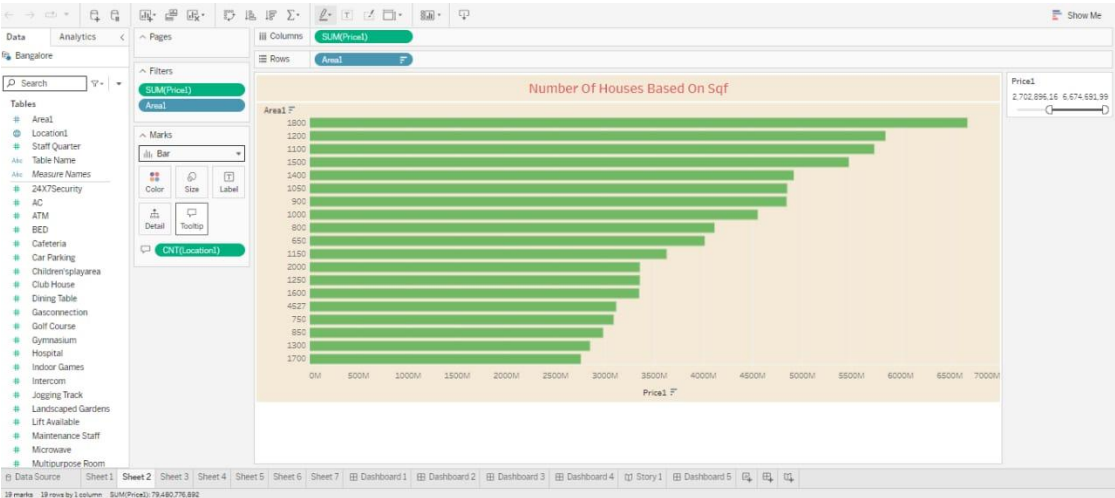 Show Me
Data Analytics
Pages
Columns SUM(Price1)
Bangalore
Rows Area1
Search
Filters
SUM(Price1)
Area1
Number Of Houses Based On Sqf
Price1
2,702,896,16 6,674,691,99
Tables
# Area1
Location1
# Staff Quarter
Abc Table Name
Abc Measure Names
# 24X7Security
# AC
# ATM
# BED
# Cafeteria
# Car Parking
# Children'splayarea
# Club House
# Dining Table
# Gasconnection
# Golf Course
# Gymnasium
# Hospital
# Indoor Games
# Intercom
# Jogging Track
# Landscaped Gardens
# Lift Available
# Maintenance Staff
# Microwave
# Multipurpose Room
Marks
Bar
Color Size Label
Detail Tooltip
CNT(Location1)
Area1
1800
1200
1100
1500
1400
1050
900
1000
800
650
1150
2000
1250
1600
4527
750
850
1300
1700
0M 500M 1000M 1500M 2000M 2500M 3000M 3500M 4000M 4500M 5000M 5500M 6000M 6500M 7000M
Price1
Data Source Sheet 1 Sheet 2 Sheet 3 Sheet 4 Sheet 5 Sheet 6 Sheet 7 Dashboard 1 Dashboard 2 Dashboard 3 Dashboard 4 Story 1 Dashboard 5
19 marks 19 rows by 1 column SUM(Price1): 79,480,776,892